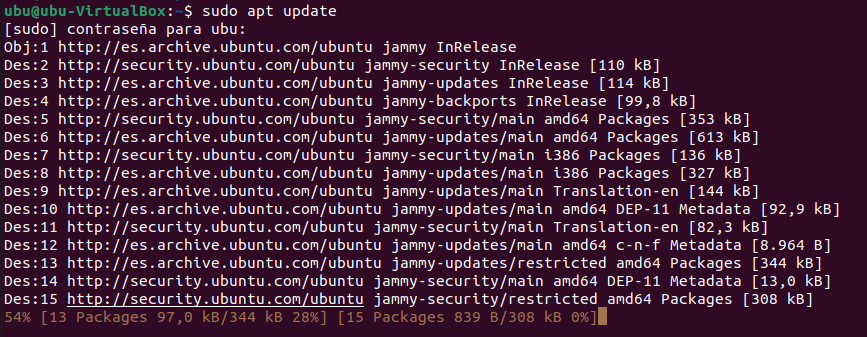 ubu@ubu-VirtualBox:~$ sudo apt update
[sudo] contraseña para ubu:
Obj:1 http://es.archive.ubuntu.com/ubuntu jammy InRelease
Des:2 http://security.ubuntu.com/ubuntu jammy-security InRelease [110 kB]
Des:3 http://es.archive.ubuntu.com/ubuntu jammy-updates InRelease [114 kB]
Des:4 http://es.archive.ubuntu.com/ubuntu jammy-backports InRelease [99,8 kB]
Des:5 http://security.ubuntu.com/ubuntu jammy-security/main amd64 Packages [353 kB]
Des:6 http://es.archive.ubuntu.com/ubuntu jammy-updates/main amd64 Packages [613 kB]
Des:7 http://security.ubuntu.com/ubuntu jammy-security/main i386 Packages [136 kB]
Des:8 http://es.archive.ubuntu.com/ubuntu jammy-updates/main i386 Packages [327 kB]
Des:9 http://es.archive.ubuntu.com/ubuntu jammy-updates/main Translation-en [144 kB]
Des:10 http://es.archive.ubuntu.com/ubuntu jammy-updates/main amd64 DEP-11 Metadata [92,9 kB]
Des:11 http://security.ubuntu.com/ubuntu jammy-security/main Translation-en [82,3 kB]
Des:12 http://es.archive.ubuntu.com/ubuntu jammy-updates/main amd64 c-n-f Metadata [8.964 B]
Des:13 http://es.archive.ubuntu.com/ubuntu jammy-updates/restricted amd64 Packages [344 kB]
Des:14 http://security.ubuntu.com/ubuntu jammy-security/main amd64 DEP-11 Metadata [13,0 kB]
Des:15 http://security.ubuntu.com/ubuntu jammy-security/restricted amd64 Packages [308 kB]
54% [13 Packages 97,0 kB/344 kB 28%] [15 Packages 839 B/308 kB 0%]